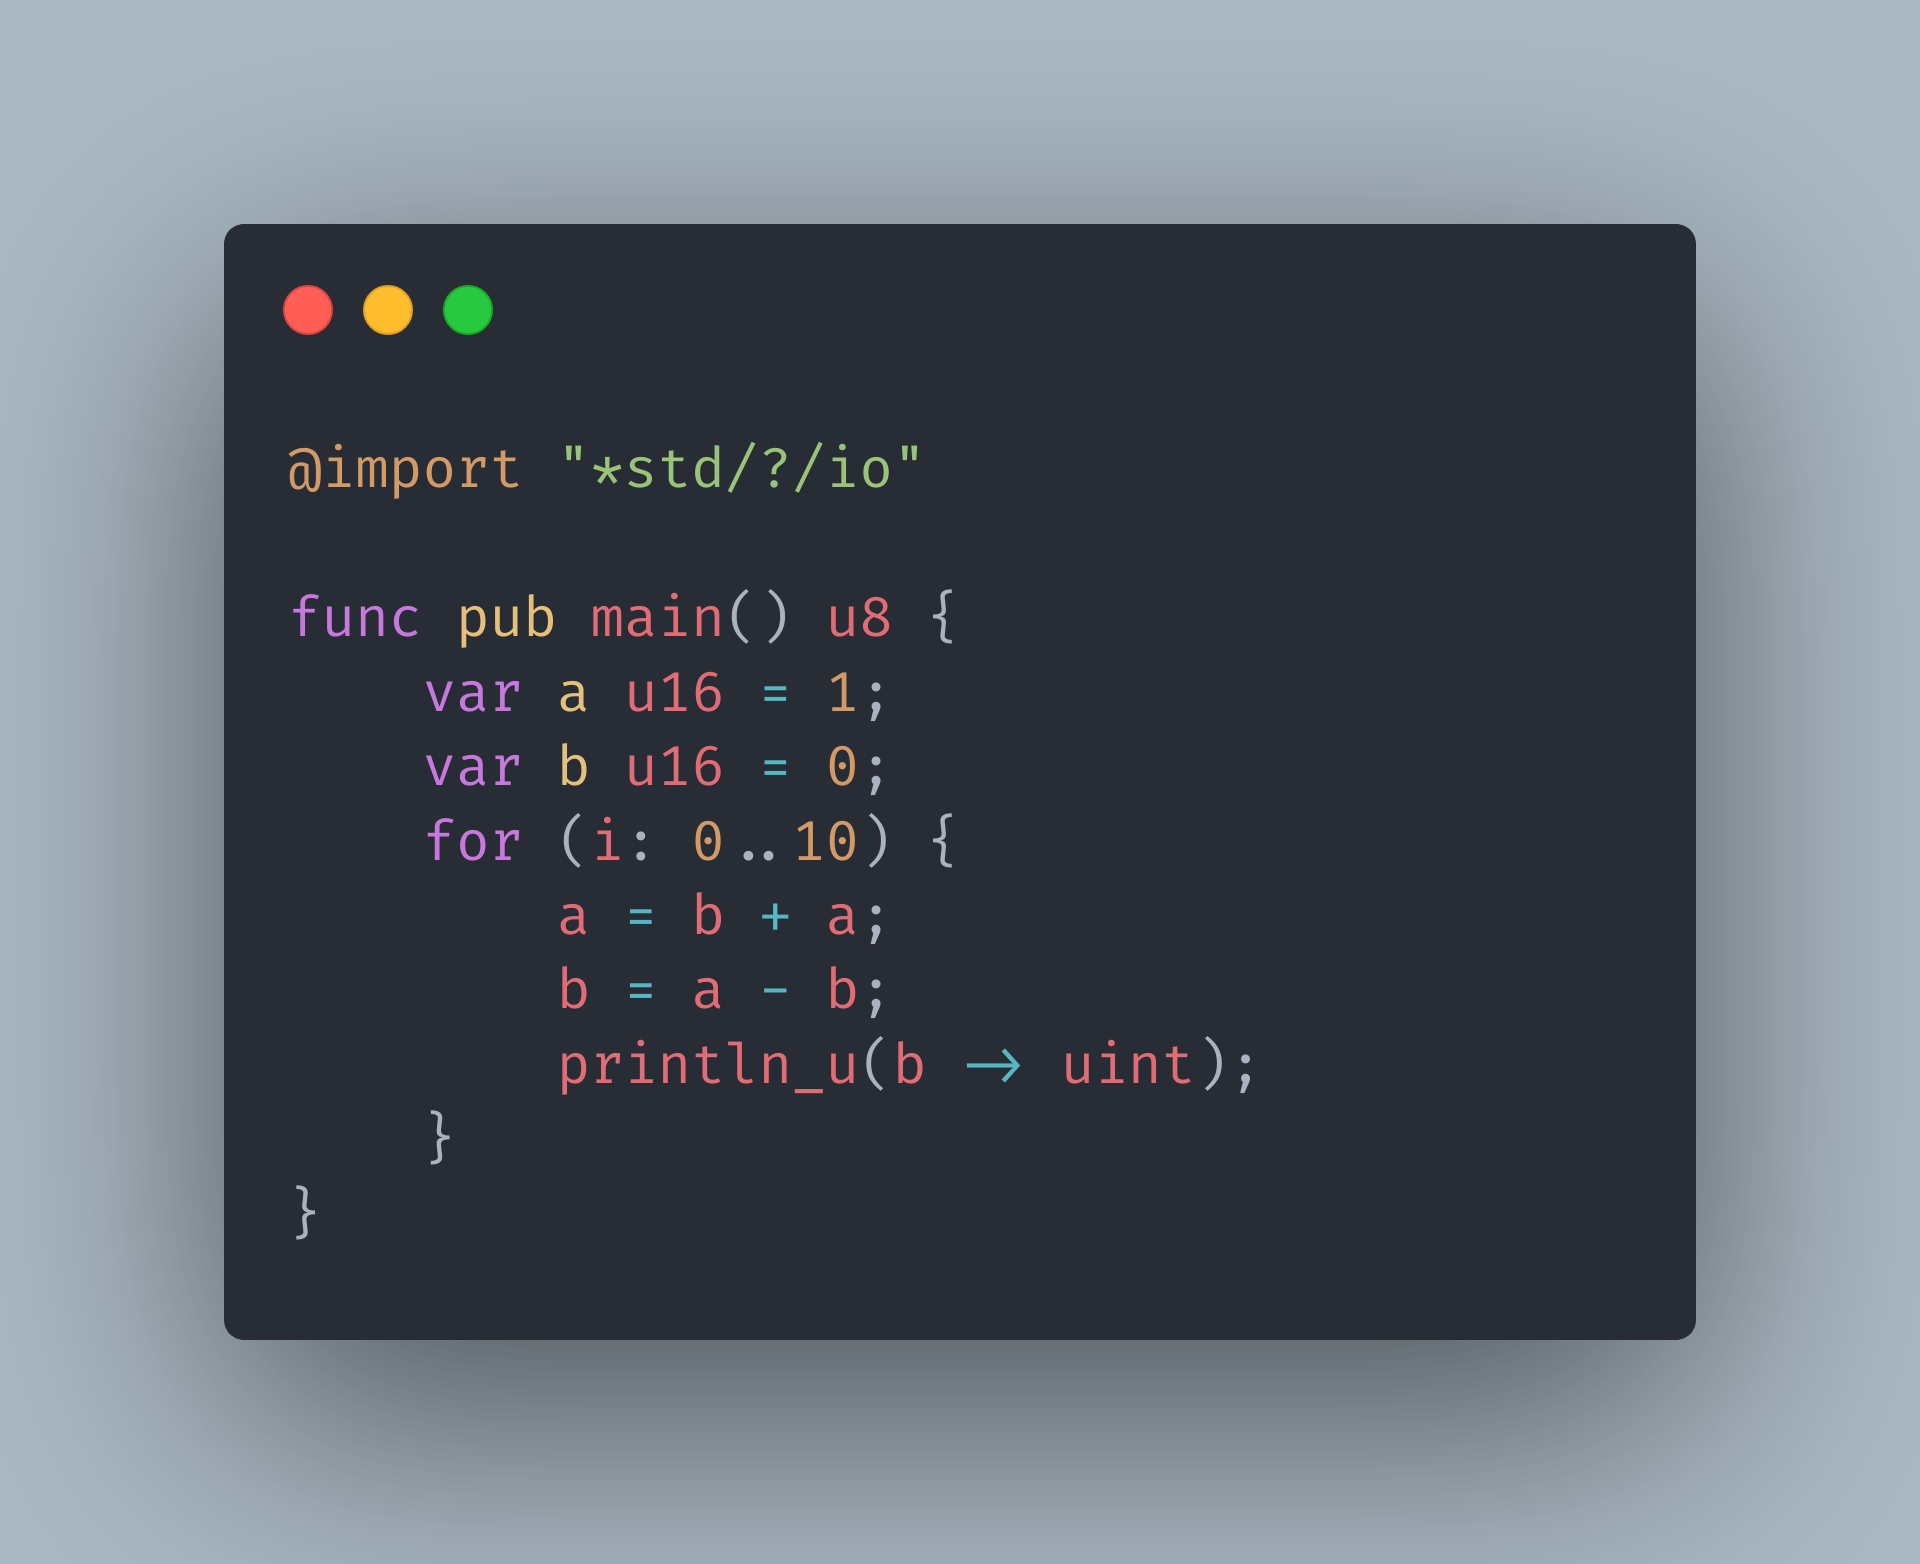 @import "*std/?/io"
func pub main() u8 {
    var a u16 = 1;
    var b u16 = 0;
    for (i: 0..10) {
        a = b + a;
        b = a - b;
        println_u(b -> uint);
    }
}